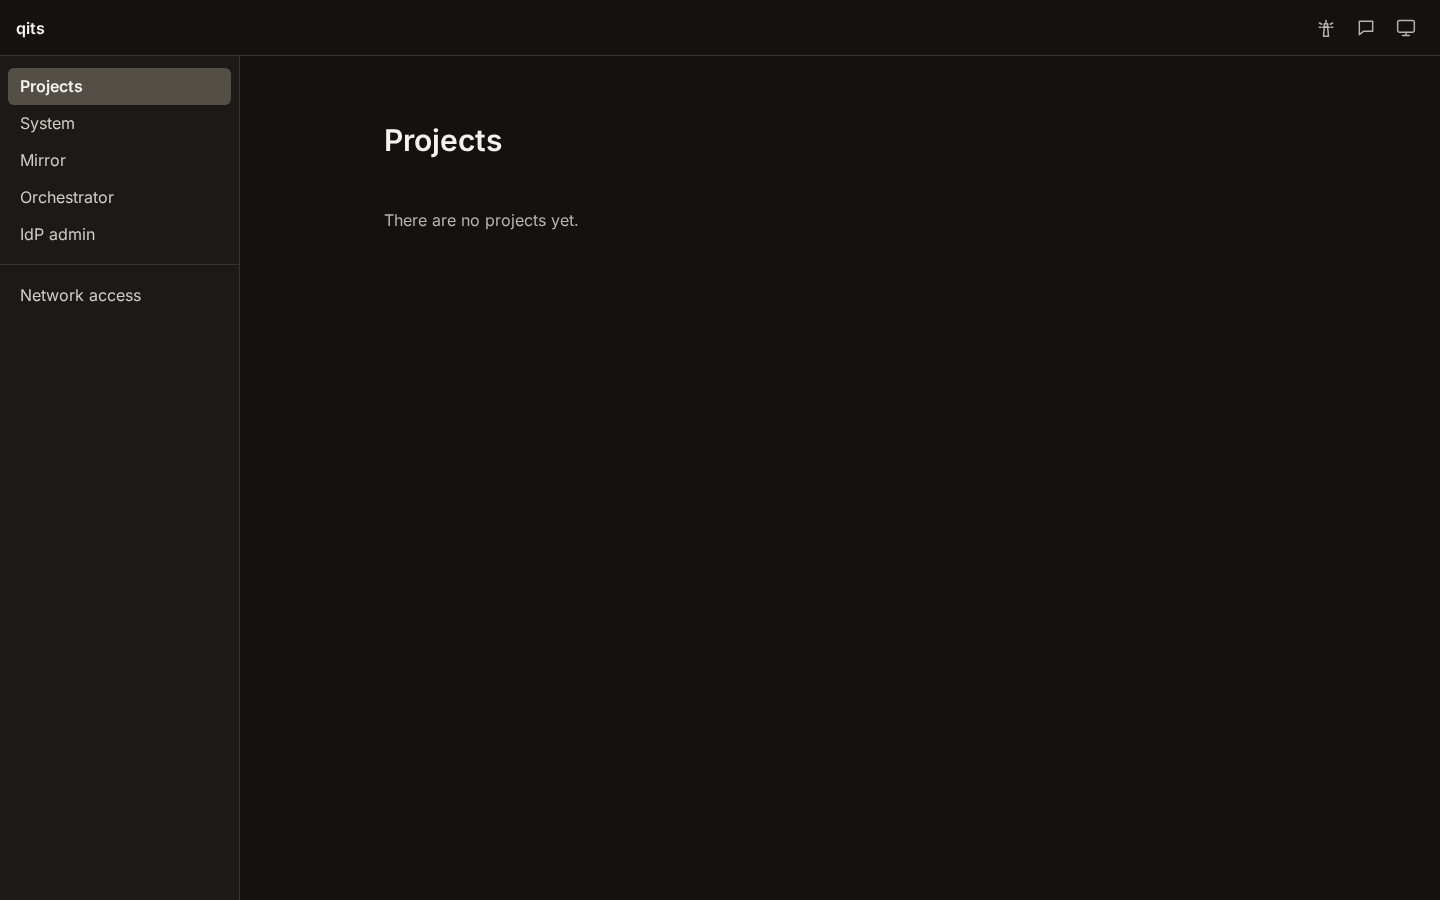 qits
Projects
System
Mirror
Orchestrator
IdP admin
Network access
Projects
There are no projects yet.